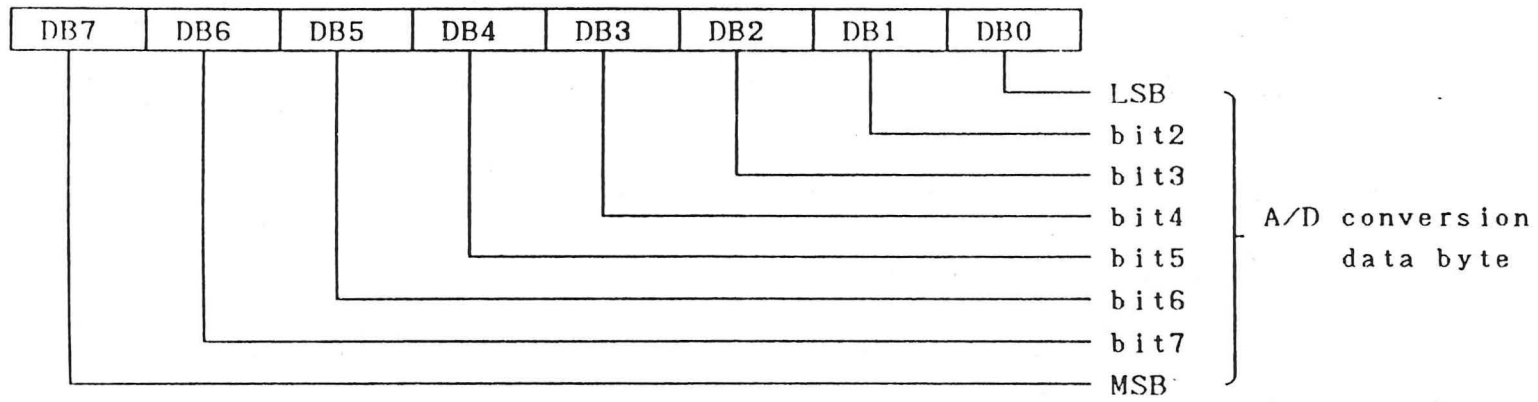 DB7 DB6 DB5 DB4 DB3 DB2 DB1 DB0
LSB
bit2
bit3
bit4
A/D conversion
bit5
data byte
bit6
bit7
MSB